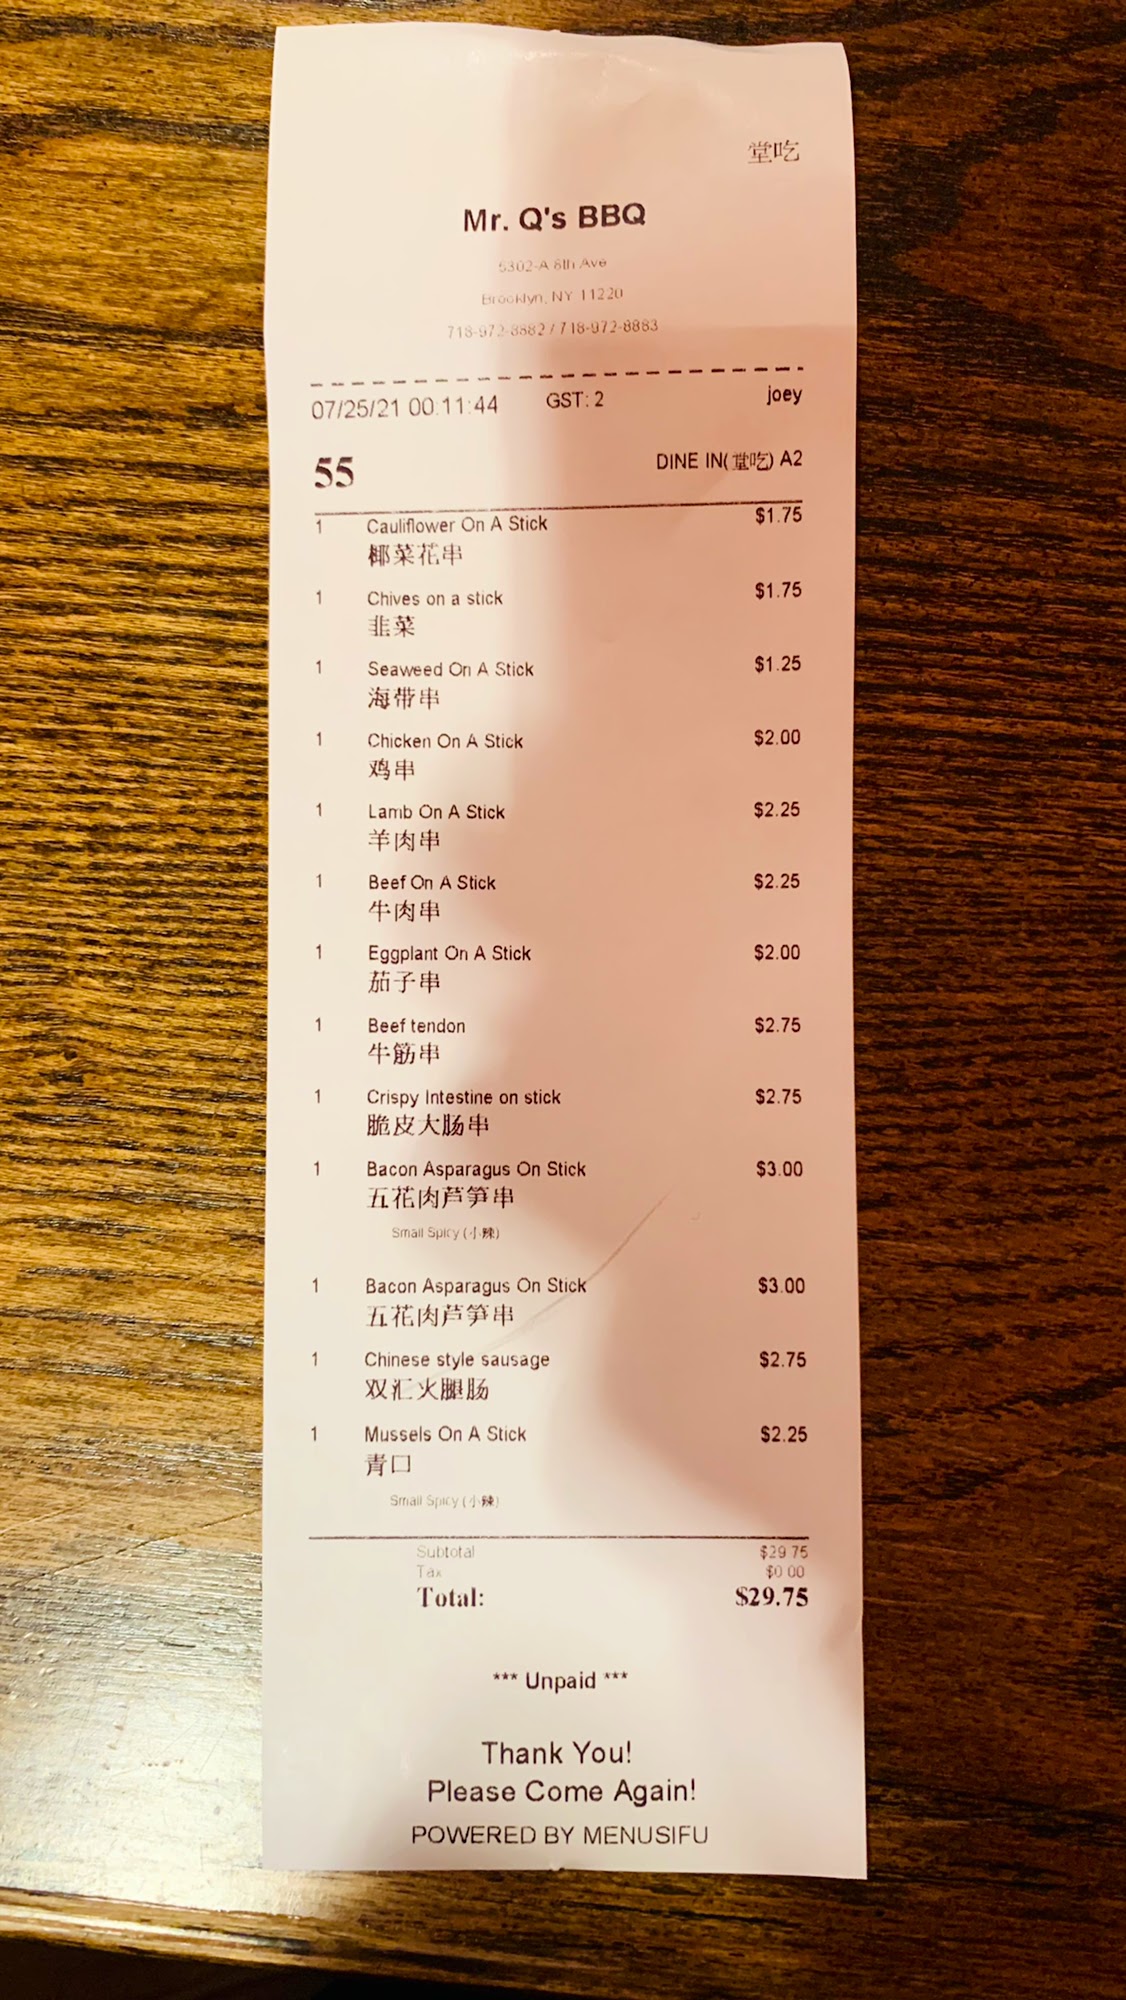 堂吃
Mr. Q's BBQ
5302-A 8th Ave
Brooklyn, NY 11220
718-972-8882 / 718-972-8883
07/25/21 00:11:44 GST: 2 joey
55 DINE IN(堂吃) A2
1 Cauliflower On A Stick $1.75
椰菜花串
1 Chives on a stick $1.75
韭菜
1 Seaweed On A Stick $1.25
海带串
1 Chicken On A Stick $2.00
鸡串
1 Lamb On A Stick $2.25
羊肉串
1 Beef On A Stick $2.25
牛肉串
1 Eggplant On A Stick $2.00
茄子串
1 Beef tendon $2.75
牛筋串
1 Crispy Intestine on stick $2.75
脆皮大肠串
1 Bacon Asparagus On Stick $3.00
五花肉芦笋串
Small Spicy (小辣)
1 Bacon Asparagus On Stick $3.00
五花肉芦笋串
1 Chinese style sausage $2.75
双汇火腿肠
1 Mussels On A Stick $2.25
青口
Small Spicy (小辣)
Subtotal $29.75
Tax $0.00
Total: $29.75
*** Unpaid ***
Thank You!
Please Come Again!
POWERED BY MENUSIFU